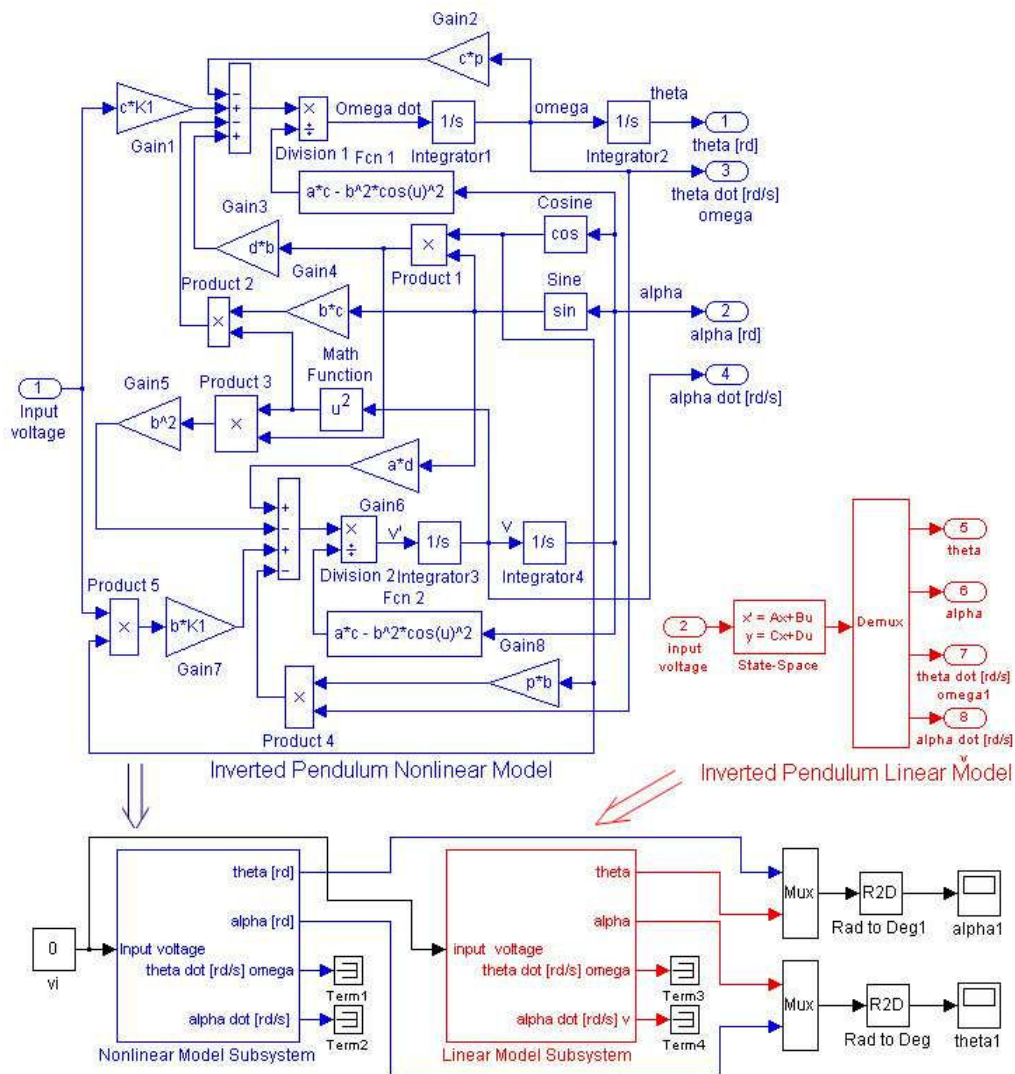 Gain2
c*p
c*K1
Gain1
−
+
−
+
×
÷
Division 1
Omega dot
1/s
Integrator1
omega
1/s
Integrator2
theta
1
theta [rd]
3
theta dot [rd/s]
omega
Fcn 1
a*c - b^2*cos(u)^2
Gain3
d*b
×
Product 1
Cosine
cos
Product 2
×
Gain4
b*c
Sine
sin
alpha
2
alpha [rd]
4
alpha dot [rd/s]
1
Input
voltage
Gain5
b^2
Product 3
×
Math
Function
u2
a*d
Gain6
+
−
+
−
×
÷
Division 2
V'
1/s
Integrator3
V
1/s
Integrator4
Product 5
×
b*K1
Gain7
Fcn 2
a*c - b^2*cos(u)^2
Gain8
p*b
×
Product 4
Inverted Pendulum Nonlinear Model
2
input
voltage
x' = Ax+Bu
y = Cx+Du
State-Space
Demux
5
theta
6
alpha
7
theta dot [rd/s]
omega1
8
alpha dot [rd/s]
v
Inverted Pendulum Linear Model
0
vi
Input voltage
theta [rd]
alpha [rd]
theta dot [rd/s] omega
alpha dot [rd/s]
Nonlinear Model Subsystem
Term1
Term2
input voltage
theta
alpha
theta dot [rd/s] omega
alpha dot [rd/s] v
Linear Model Subsystem
Term3
Term4
Mux
R2D
Rad to Deg1
alpha1
Mux
R2D
Rad to Deg
theta1